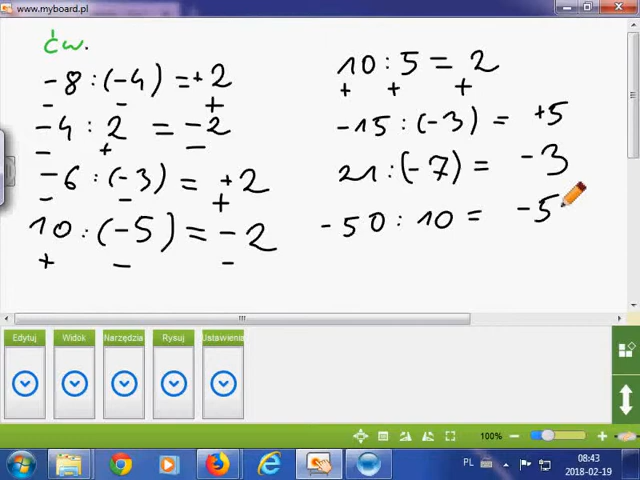 www.myboard.pl
ćw.
-8 : (-4) = +2
- - +
-4 : 2 = -2
- + -
-6 : (-3) = +2
- - +
10 : (-5) = -2
+ - -
10 : 5 = 2
+ + +
-15 : (-3) = +5
21 : (-7) = -3
-50 : 10 = -5
Edytuj Widok Narzędzia Rysuj Ustawienia
100%
PL 08:43
2018-02-19